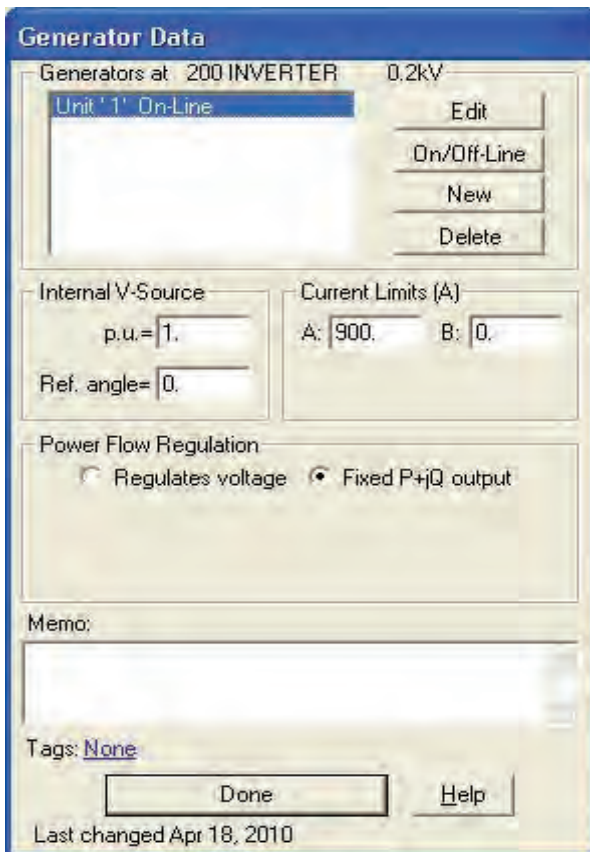 Generator Data
Generators at 200 INVERTER 0.2kV
Unit '1' On-Line
Edit
On/Off-Line
New
Delete
Internal V-Source
p.u.= 1.
Ref. angle= 0.
Current Limits (A)
A: 900. B: 0.
Power Flow Regulation
Regulates voltage Fixed P+jQ output
Memo:
Tags: None
Done Help
Last changed Apr 18, 2010